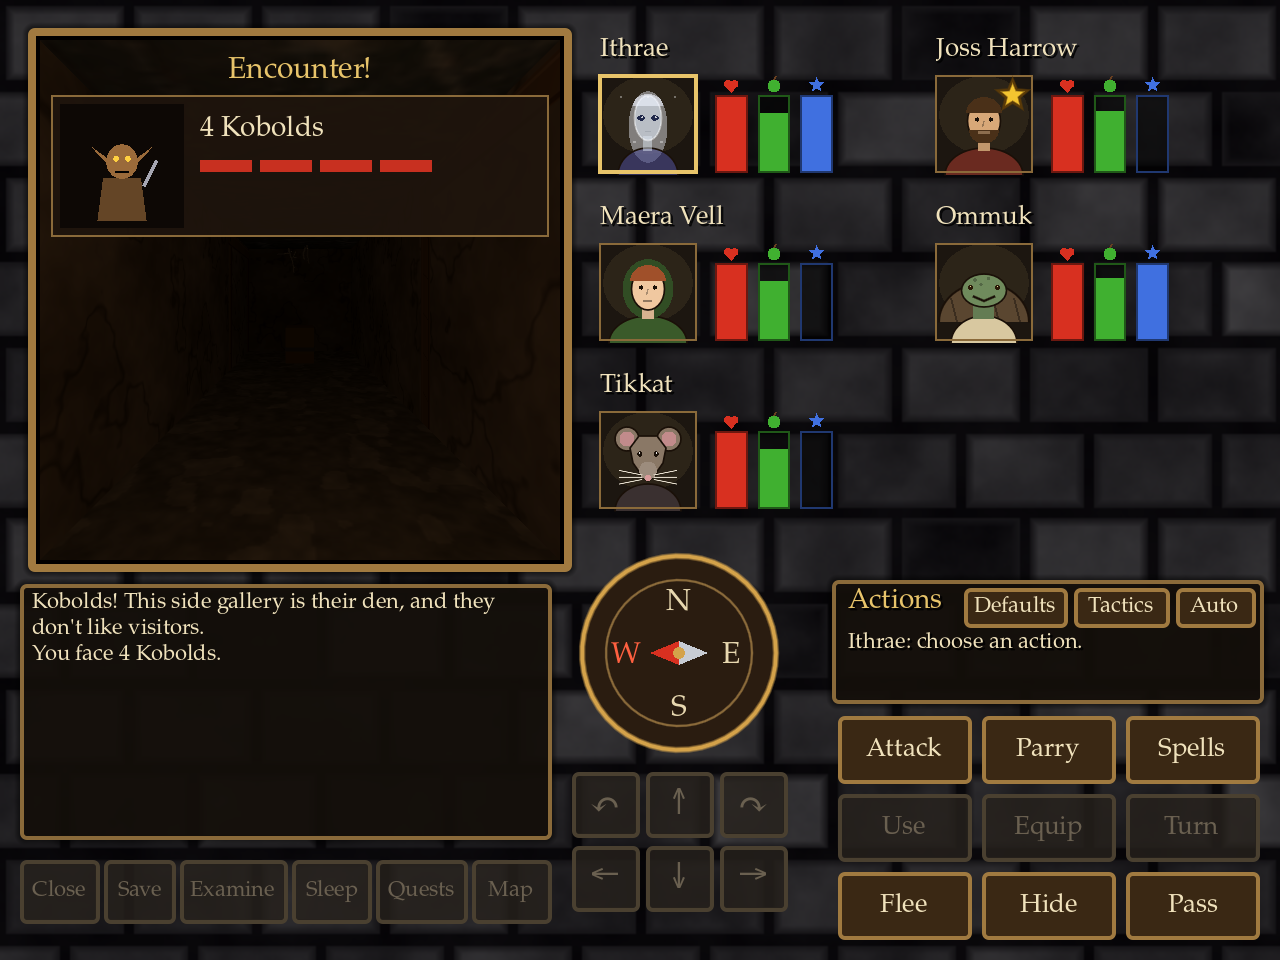 Encounter!
4 Kobolds
Ithrae
Joss Harrow
Maera Vell
Ommuk
Tikkat
Kobolds! This side gallery is their den, and they
don't like visitors.
You face 4 Kobolds.
N
W
E
S
Actions
Defaults
Tactics
Auto
Ithrae: choose an action.
Attack
Parry
Spells
Use
Equip
Turn
Flee
Hide
Pass
Close
Save
Examine
Sleep
Quests
Map